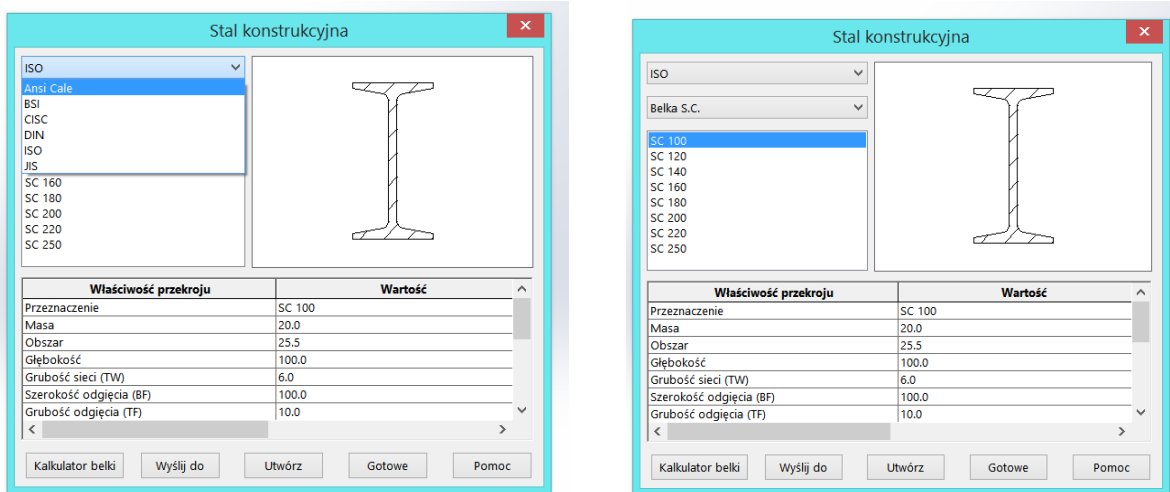 Stal konstrukcyjna
ISO
Ansi Cale
BSI
CISC
DIN
ISO
JIS
SC 160
SC 180
SC 200
SC 220
SC 250
Właściwość przekroju Wartość
Przeznaczenie SC 100
Masa 20.0
Obszar 25.5
Głębokość 100.0
Grubość sieci (TW) 6.0
Szerokość odgięcia (BF) 100.0
Grubość odgięcia (TF) 10.0
Kalkulator belki Wyślij do Utwórz Gotowe Pomoc
Stal konstrukcyjna
ISO
Belka S.C.
SC 100
SC 120
SC 140
SC 160
SC 180
SC 200
SC 220
SC 250
Właściwość przekroju Wartość
Przeznaczenie SC 100
Masa 20.0
Obszar 25.5
Głębokość 100.0
Grubość sieci (TW) 6.0
Szerokość odgięcia (BF) 100.0
Grubość odgięcia (TF) 10.0
Kalkulator belki Wyślij do Utwórz Gotowe Pomoc